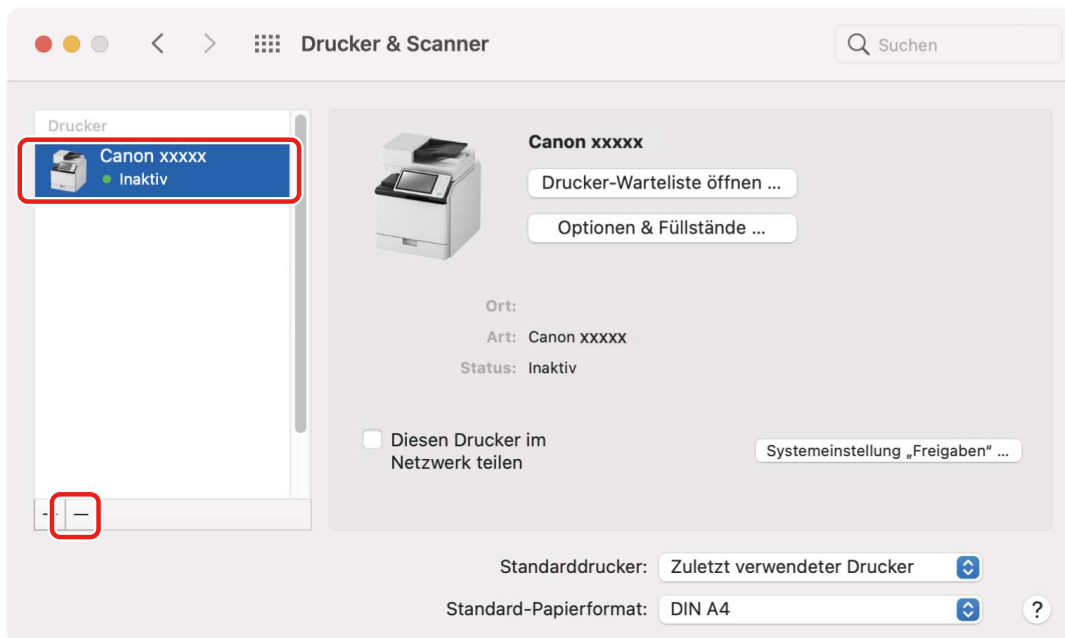 Drucker & Scanner
Suchen
Drucker
Canon xxxxx
Inaktiv
Canon xxxxx
Drucker-Warteliste öffnen ...
Optionen & Füllstände ...
Ort:
Art: Canon xxxxx
Status: Inaktiv
Diesen Drucker im
Netzwerk teilen
Systemeinstellung „Freigaben“ ...
Standarddrucker: Zuletzt verwendeter Drucker
Standard-Papierformat: DIN A4
?